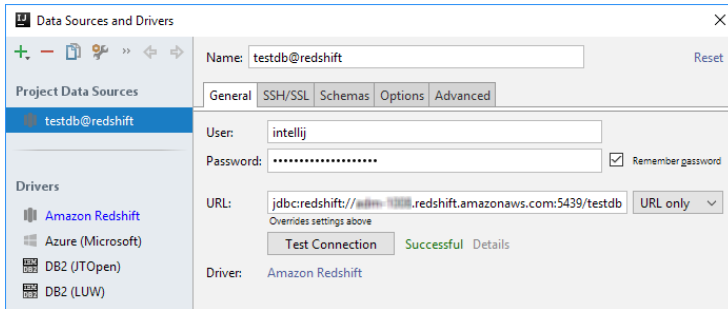 Data Sources and Drivers
Name: testdb@redshift Reset
Project Data Sources
General SSH/SSL Schemas Options Advanced
testdb@redshift
User: intellij
Password: •••••••••••••••••••• Remember password
Drivers
URL: jdbc:redshift:// .redshift.amazonaws.com:5439/testdb URL only
Overrides settings above
Amazon Redshift
Test Connection Successful Details
Azure (Microsoft)
DB2 (JTOpen)
Driver: Amazon Redshift
DB2 (LUW)